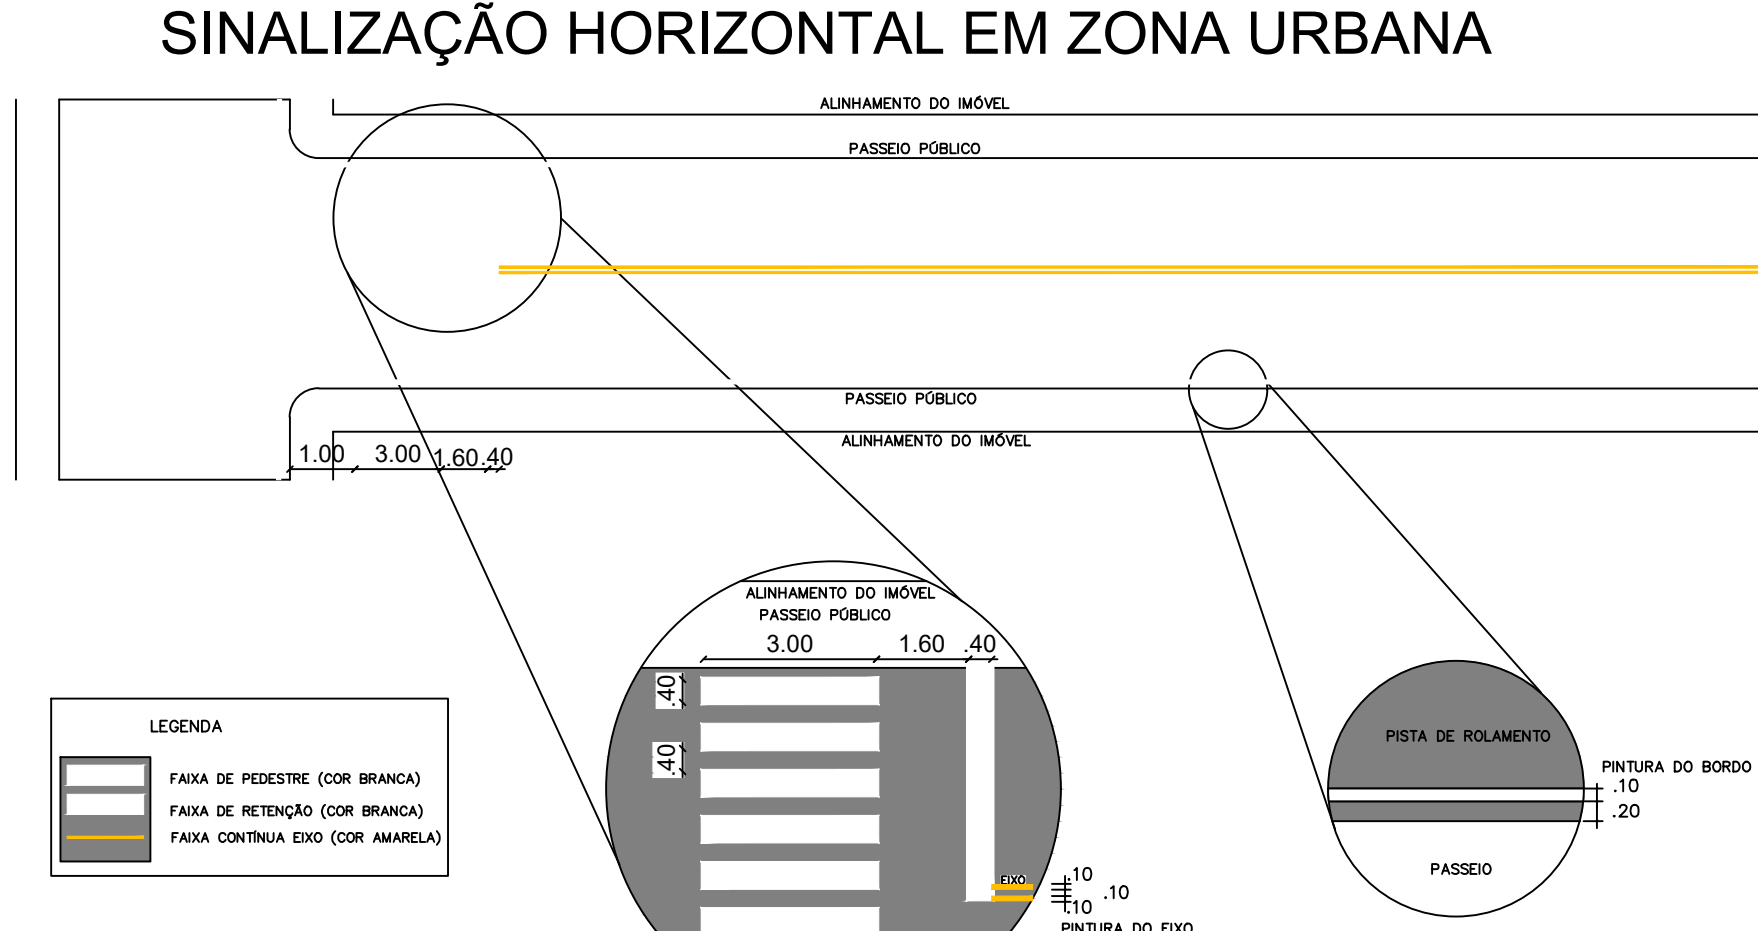 SINALIZAÇÃO HORIZONTAL EM ZONA URBANA
ALINHAMENTO DO IMÓVEL
PASSEIO PÚBLICO
PASSEIO PÚBLICO
ALINHAMENTO DO IMÓVEL
1.00 3.00 1.60 .40
ALINHAMENTO DO IMÓVEL
PASSEIO PÚBLICO
3.00 1.60 .40
.40
.40
LEGENDA
FAIXA DE PEDESTRE (COR BRANCA)
FAIXA DE RETENÇÃO (COR BRANCA)
FAIXA CONTÍNUA EIXO (COR AMARELA)
EIXO
.10
.10
.10
PINTURA DO EIXO
PISTA DE ROLAMENTO
PINTURA DO BORDO
.10
.20
PASSEIO